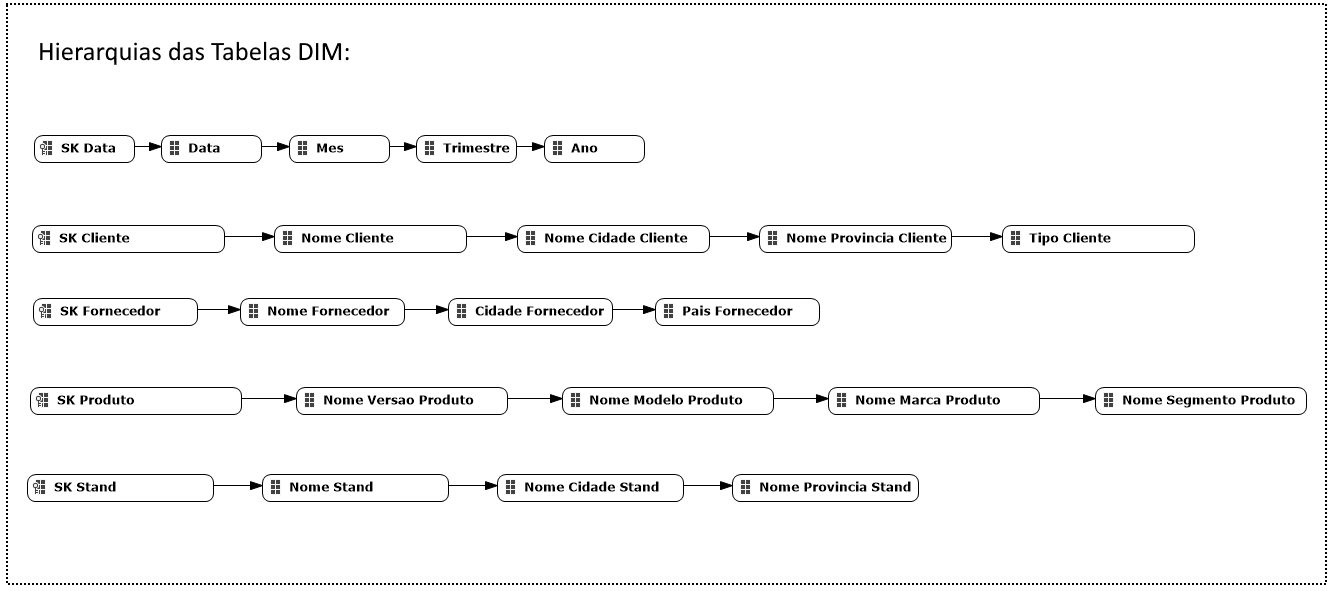 Hierarquias das Tabelas DIM:
SK Data Data Mes Trimestre Ano
SK Cliente Nome Cliente Nome Cidade Cliente Nome Provincia Cliente Tipo Cliente
SK Fornecedor Nome Fornecedor Cidade Fornecedor Pais Fornecedor
SK Produto Nome Versao Produto Nome Modelo Produto Nome Marca Produto Nome Segmento Produto
SK Stand Nome Stand Nome Cidade Stand Nome Provincia Stand